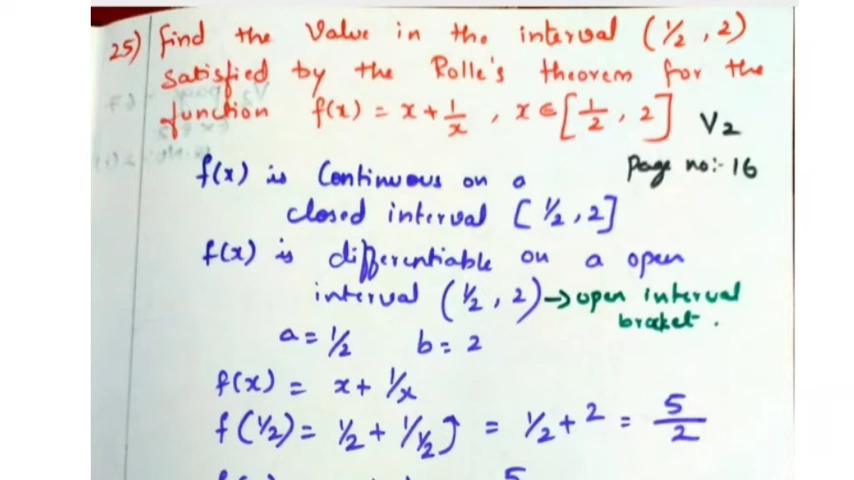 25) Find the Value in the interval (1/2, 2)
satisfied by the Rolle's theorem for the
function f(x) = x + 1/x, x ∈ [1/2, 2] V2
Page no:- 16
f(x) is Continuous on a
closed interval [1/2, 2]
f(x) is differentiable on a open
interval (1/2, 2) → open interval
bracket.
a = 1/2 b = 2
f(x) = x + 1/x
f(1/2) = 1/2 + 1/1/2 = 1/2 + 2 = 5/2